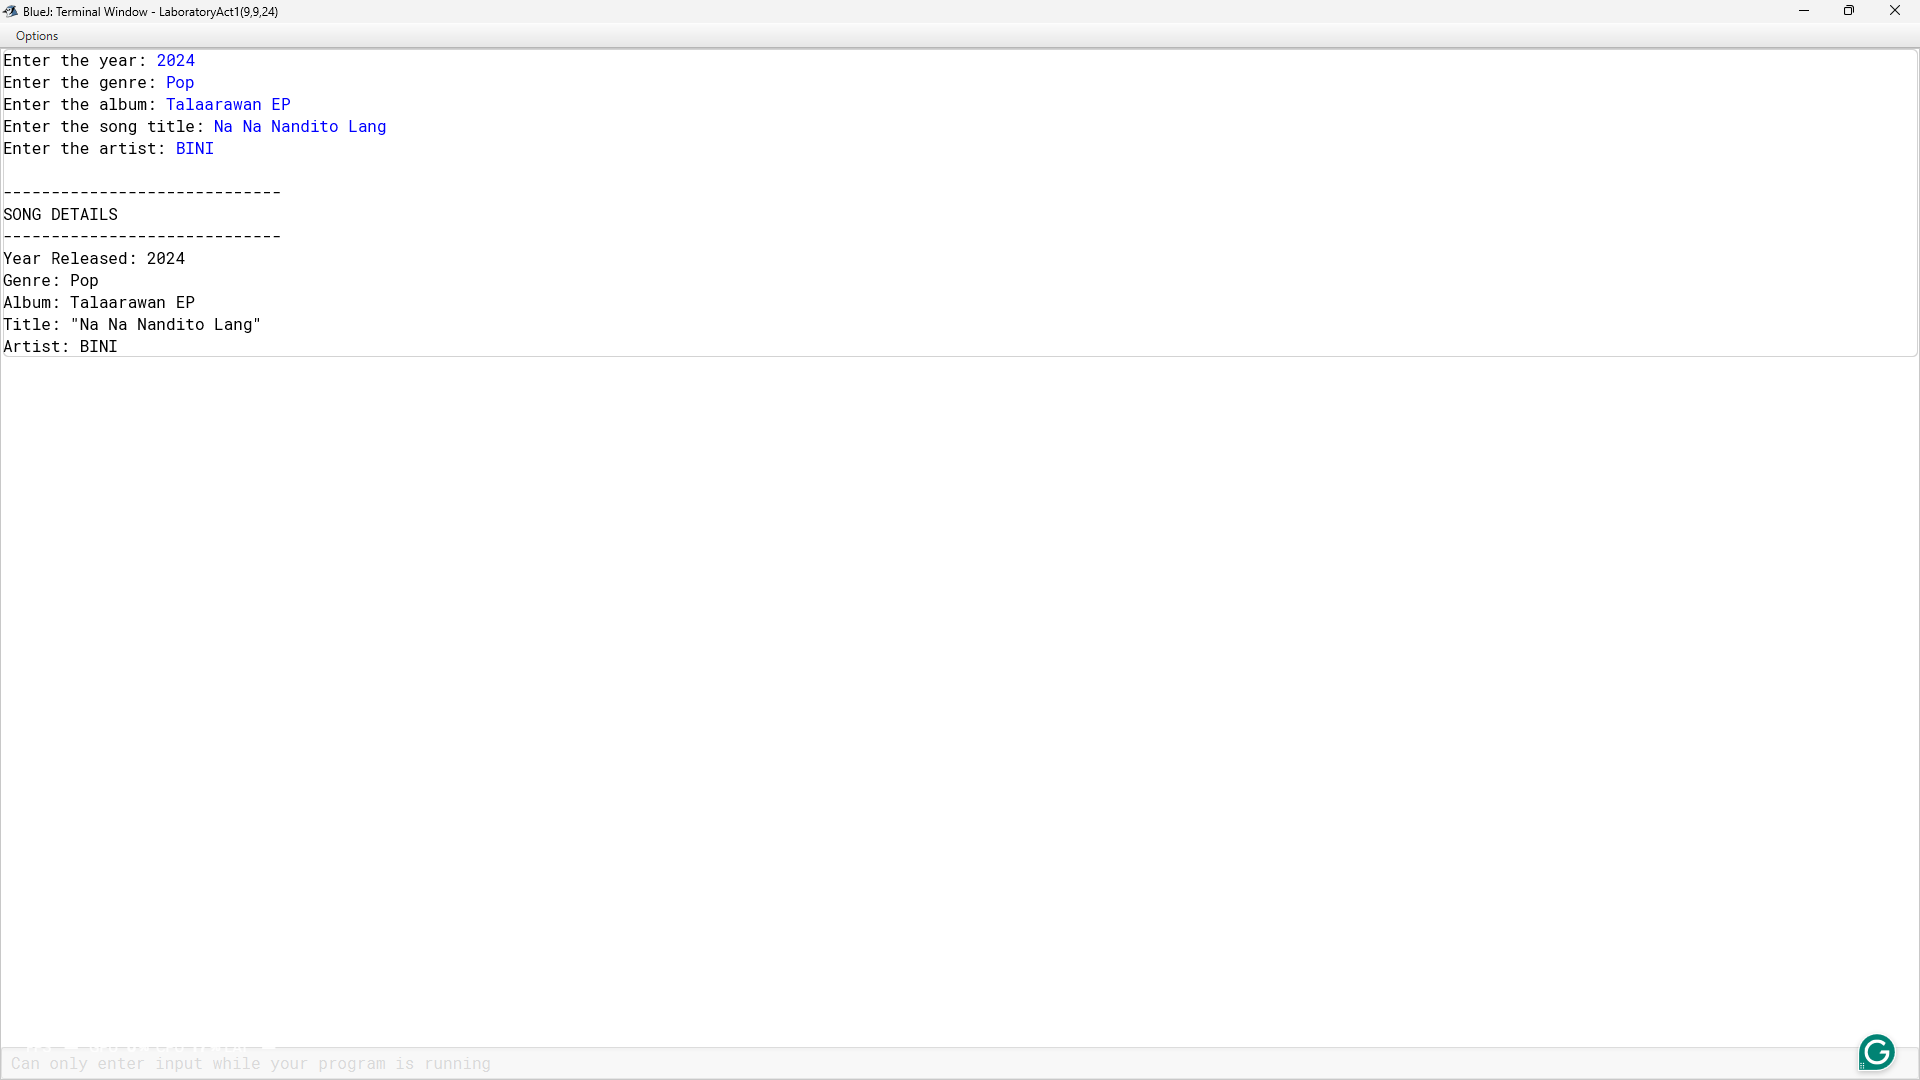 BlueJ: Terminal Window - LaboratoryAct1(9,9,24)
Options
Enter the year: 2024
Enter the genre: Pop
Enter the album: Talaarawan EP
Enter the song title: Na Na Nandito Lang
Enter the artist: BINI
-----------------------------
SONG DETAILS
-----------------------------
Year Released: 2024
Genre: Pop
Album: Talaarawan EP
Title: "Na Na Nandito Lang"
Artist: BINI
Can only enter input while your program is running